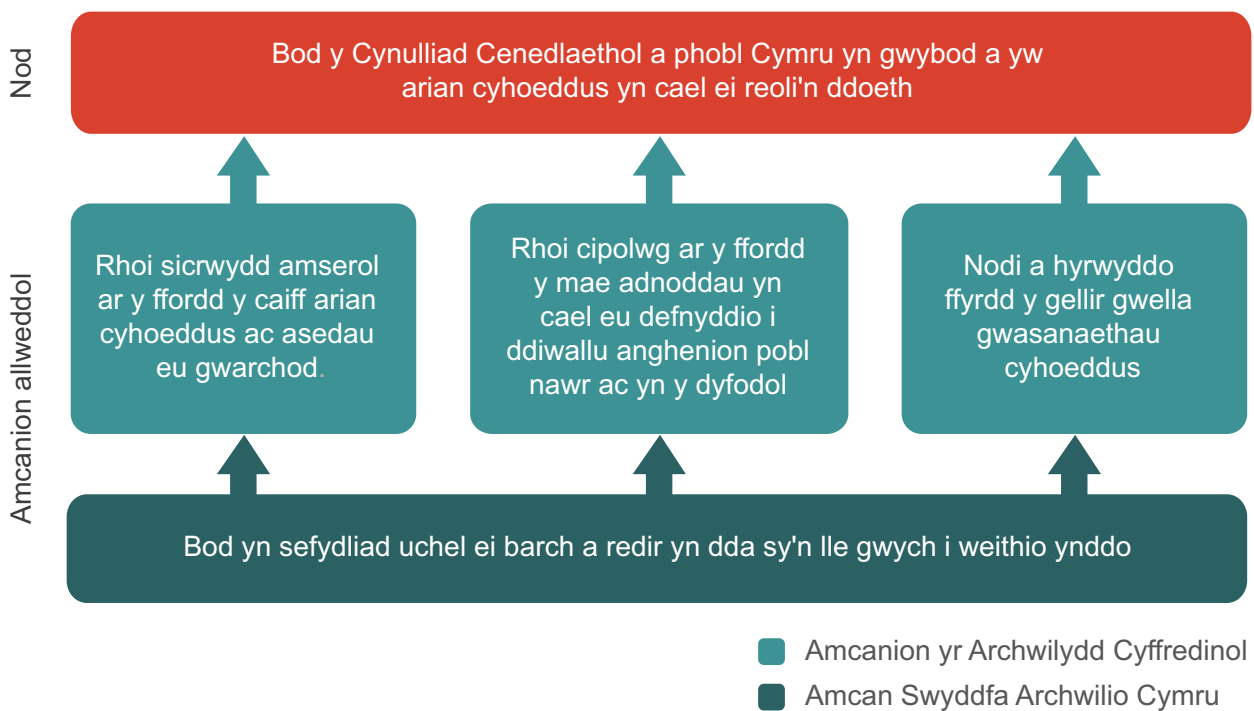 Nod
Bod y Cynulliad Cenedlaethol a phobl Cymru yn gwybod a yw
arian cyhoeddus yn cael ei reoli'n ddoeth
Amcanion allweddol
Rhoi sicrwydd amserol
ar y ffordd y caiff arian
cyhoeddus ac asedau
eu gwarchod.
Rhoi cipolwg ar y ffordd
y mae adnoddau yn
cael eu defnyddio i
ddiwallu anghenion pobl
nawr ac yn y dyfodol
Nodi a hyrwyddo
ffyrdd y gellir gwella
gwasanaethau
cyhoeddus
Bod yn sefydliad uchel ei barch a redir yn dda sy'n lle gwych i weithio ynddo
Amcanion yr Archwilydd Cyffredinol
Amcan Swyddfa Archwilio Cymru